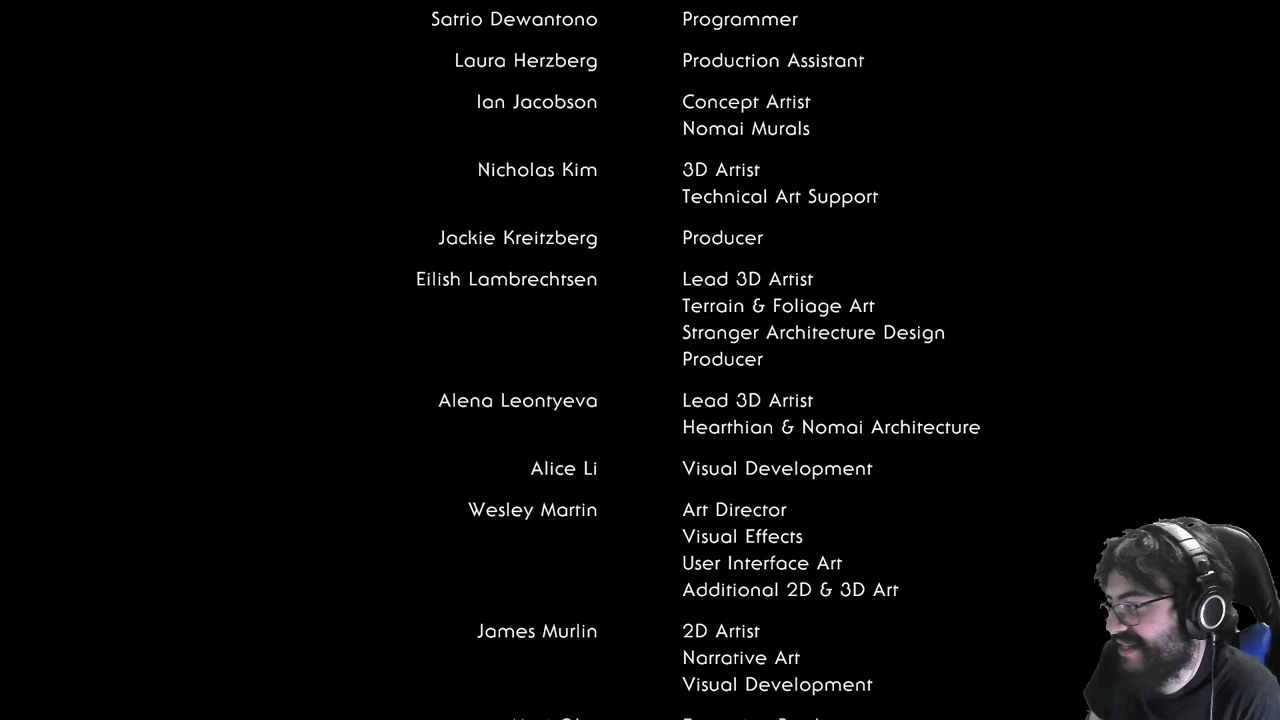 Satrio Dewantono Programmer
Laura Herzberg Production Assistant
Ian Jacobson Concept Artist
Nomai Murals
Nicholas Kim 3D Artist
Technical Art Support
Jackie Kreitzberg Producer
Eilish Lambrechtsen Lead 3D Artist
Terrain & Foliage Art
Stranger Architecture Design
Producer
Alena Leontyeva Lead 3D Artist
Hearthian & Nomai Architecture
Alice Li Visual Development
Wesley Martin Art Director
Visual Effects
User Interface Art
Additional 2D & 3D Art
James Murlin 2D Artist
Narrative Art
Visual Development